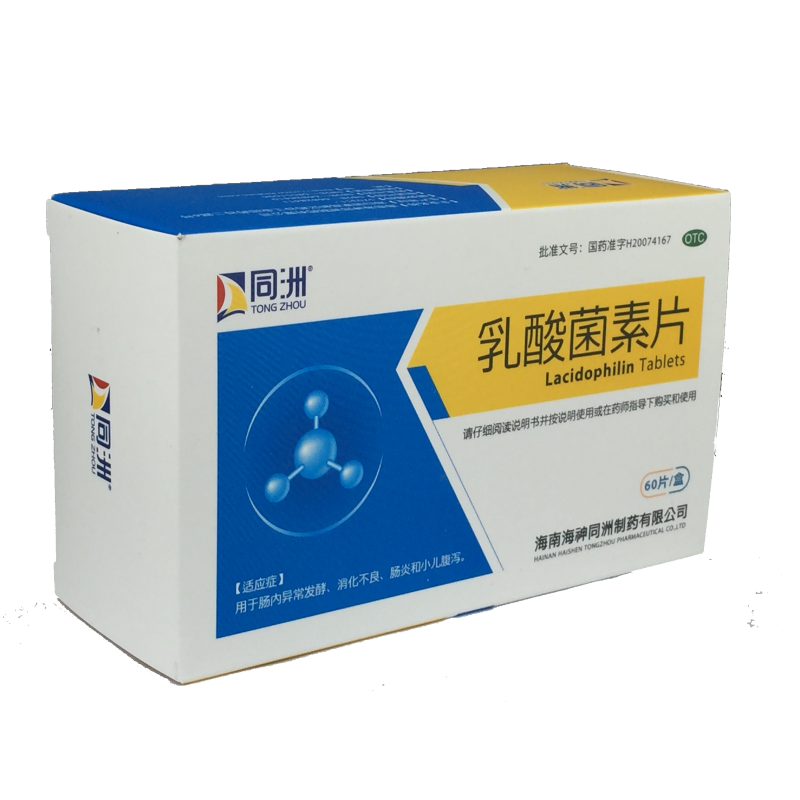 同洲
批准文号：国药准字H20074167
OTC
同洲®
TONG ZHOU
乳酸菌素片
Lacidophilin Tablets
请仔细阅读说明书并按说明使用或在药师指导下购买和使用
60片/盒
海南海神同洲制药有限公司
HAINAN HAISHEN TONGZHOU PHARMACEUTICAL CO.,LTD
【适应症】
用于肠内异常发酵、消化不良、肠炎和小儿腹泻。
同洲®
TONG ZHOU